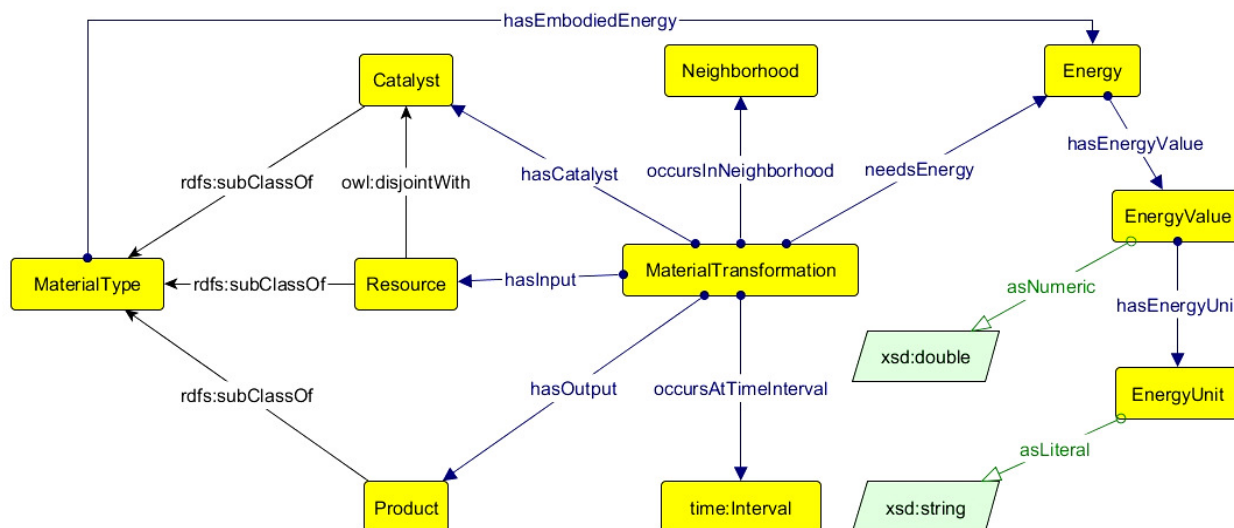 hasEmbodiedEnergy
Catalyst
Neighborhood
Energy
hasEnergyValue
rdfs:subClassOf
owl:disjointWith
hasCatalyst
occursInNeighborhood
needsEnergy
EnergyValue
MaterialType
rdfs:subClassOf
Resource
hasInput
MaterialTransformation
asNumeric
hasEnergyUnit
xsd:double
rdfs:subClassOf
hasOutput
occursAtTimeInterval
EnergyUnit
asLiteral
Product
time:Interval
xsd:string